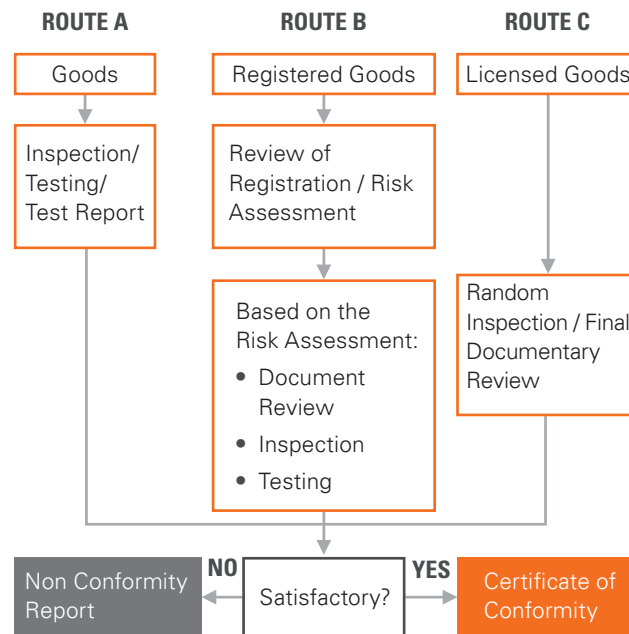 ROUTE A
ROUTE B
ROUTE C
Goods
Registered Goods
Licensed Goods
Inspection/
Testing/
Test Report
Review of
Registration / Risk
Assessment
Based on the
Risk Assessment:
• Document
Review
• Inspection
• Testing
Random
Inspection / Final
Documentary
Review
Non Conformity
Report
NO
Satisfactory?
YES
Certificate of
Conformity